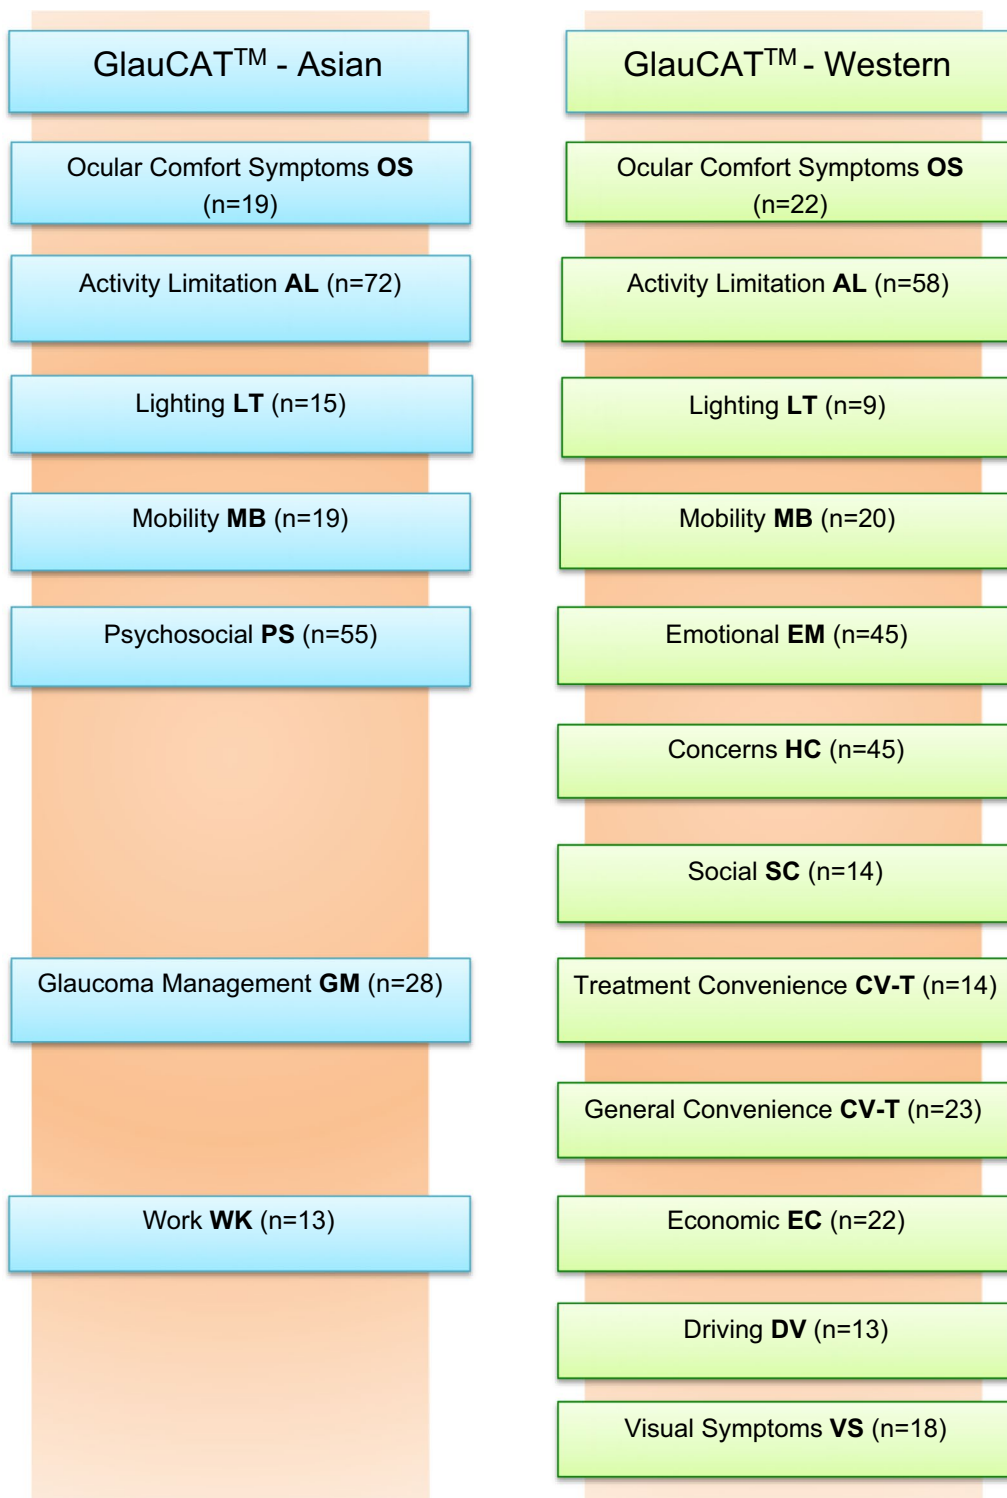 GlauCAT™ - Asian
Ocular Comfort Symptoms OS
(n=19)
Activity Limitation AL (n=72)
Lighting LT (n=15)
Mobility MB (n=19)
Psychosocial PS (n=55)
Glaucoma Management GM (n=28)
Work WK (n=13)
GlauCAT™ - Western
Ocular Comfort Symptoms OS
(n=22)
Activity Limitation AL (n=58)
Lighting LT (n=9)
Mobility MB (n=20)
Emotional EM (n=45)
Concerns HC (n=45)
Social SC (n=14)
Treatment Convenience CV-T (n=14)
General Convenience CV-T (n=23)
Economic EC (n=22)
Driving DV (n=13)
Visual Symptoms VS (n=18)